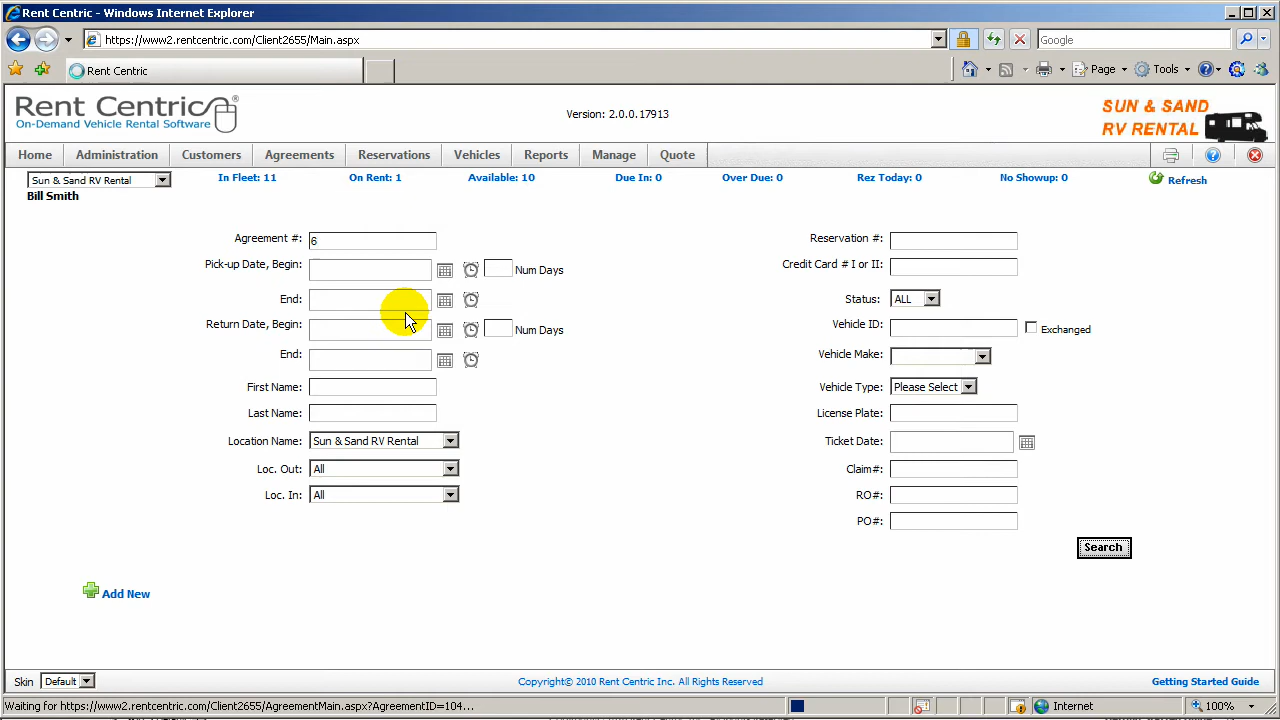 Rent Centric - Windows Internet Explorer
https://www2.rentcentric.com/Client2655/Main.aspx
Google
Rent Centric
Page
Tools
Rent Centric
On-Demand Vehicle Rental Software
Version: 2.0.0.17913
SUN & SAND
RV RENTAL
Home
Administration
Customers
Agreements
Reservations
Vehicles
Reports
Manage
Quote
Sun & Sand RV Rental
In Fleet: 11
On Rent: 1
Available: 10
Due In: 0
Over Due: 0
Rez Today: 0
No Showup: 0
Refresh
Bill Smith
Agreement #: 6
Pick-up Date, Begin:
Num Days
End:
Return Date, Begin:
Num Days
End:
First Name:
Last Name:
Location Name: Sun & Sand RV Rental
Loc. Out: All
Loc. In: All
Reservation #:
Credit Card # I or II:
Status: ALL
Vehicle ID:
Exchanged
Vehicle Make:
Vehicle Type: Please Select
License Plate:
Ticket Date:
Claim#:
RO#:
PO#:
Search
Add New
Skin Default
Copyright© 2010 Rent Centric Inc. All Rights Reserved
Getting Started Guide
Waiting for https://www2.rentcentric.com/Client2655/AgreementMain.aspx?AgreementID=104...
Internet
100%